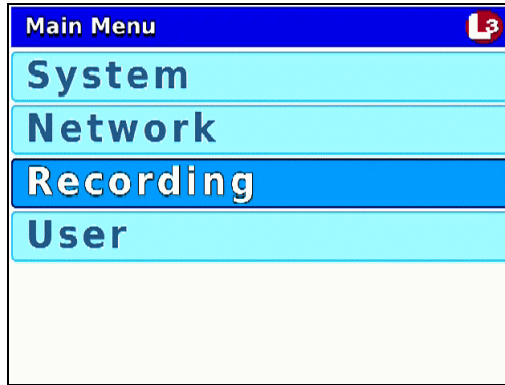 Main Menu
L3
System
Network
Recording
User